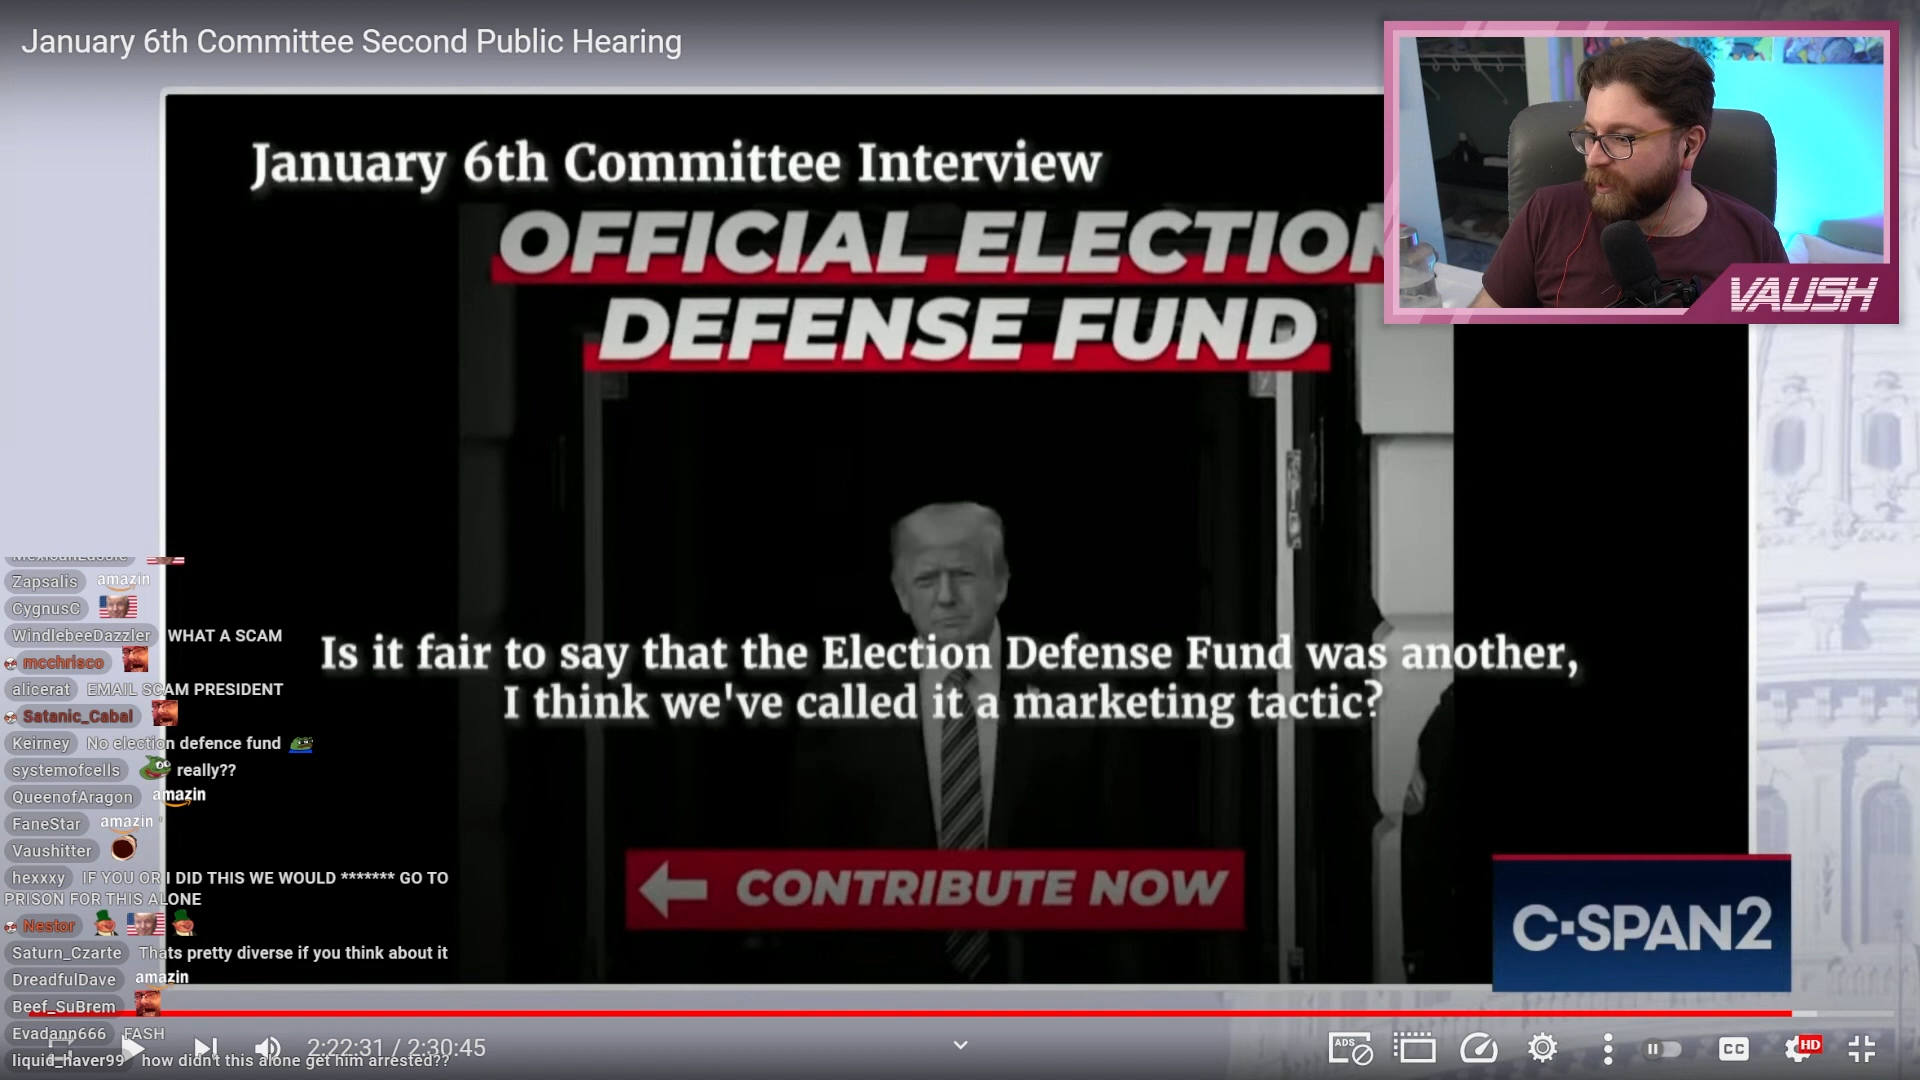 January 6th Committee Second Public Hearing
VAUSH
January 6th Committee Interview
OFFICIAL ELECTION
DEFENSE FUND
Is it fair to say that the Election Defense Fund was another,
I think we've called it a marketing tactic?
CONTRIBUTE NOW
C-SPAN2
Zapsalis amazin
CygnusC
WindlebeeDazzler WHAT A SCAM
mcchrisco
alicerat EMAIL SCAM PRESIDENT
Satanic_Cabal
Keirney No election defence fund
systemofcells really??
QueenofAragon amazin
FaneStar amazin '
Vaushitter
hexxxy IF YOU OR I DID THIS WE WOULD ******* GO TO
PRISON FOR THIS ALONE
Nestor
Saturn_Czarte Thats pretty diverse if you think about it
DreadfulDave amazin
Beef_SuBrem
Evadann666 FASH
liquid_haver99 how didn't this alone get him arrested??
2:22:31 / 2:30:45
ADS
CC
HD